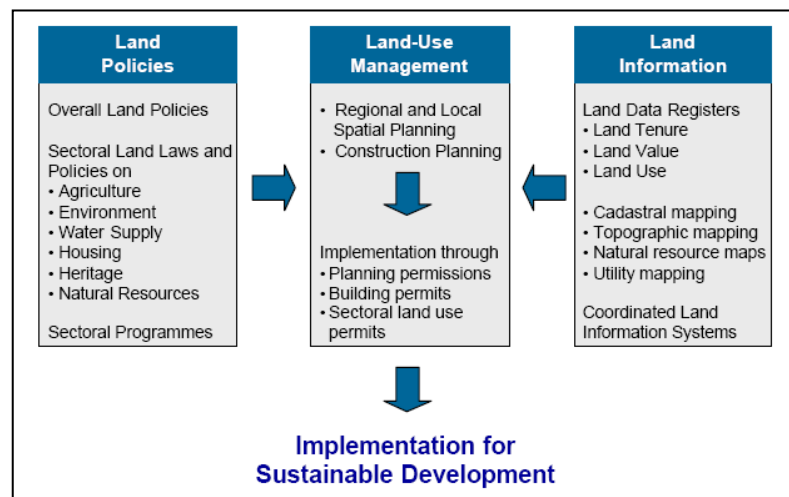 Land
Policies
Overall Land Policies
Sectoral Land Laws and
Policies on
• Agriculture
• Environment
• Water Supply
• Housing
• Heritage
• Natural Resources
Sectoral Programmes
Land-Use
Management
• Regional and Local
Spatial Planning
• Construction Planning
Implementation through
• Planning permissions
• Building permits
• Sectoral land use
permits
Land
Information
Land Data Registers
• Land Tenure
• Land Value
• Land Use
• Cadastral mapping
• Topographic mapping
• Natural resource maps
• Utility mapping
Coordinated Land
Information Systems
Implementation for
Sustainable Development